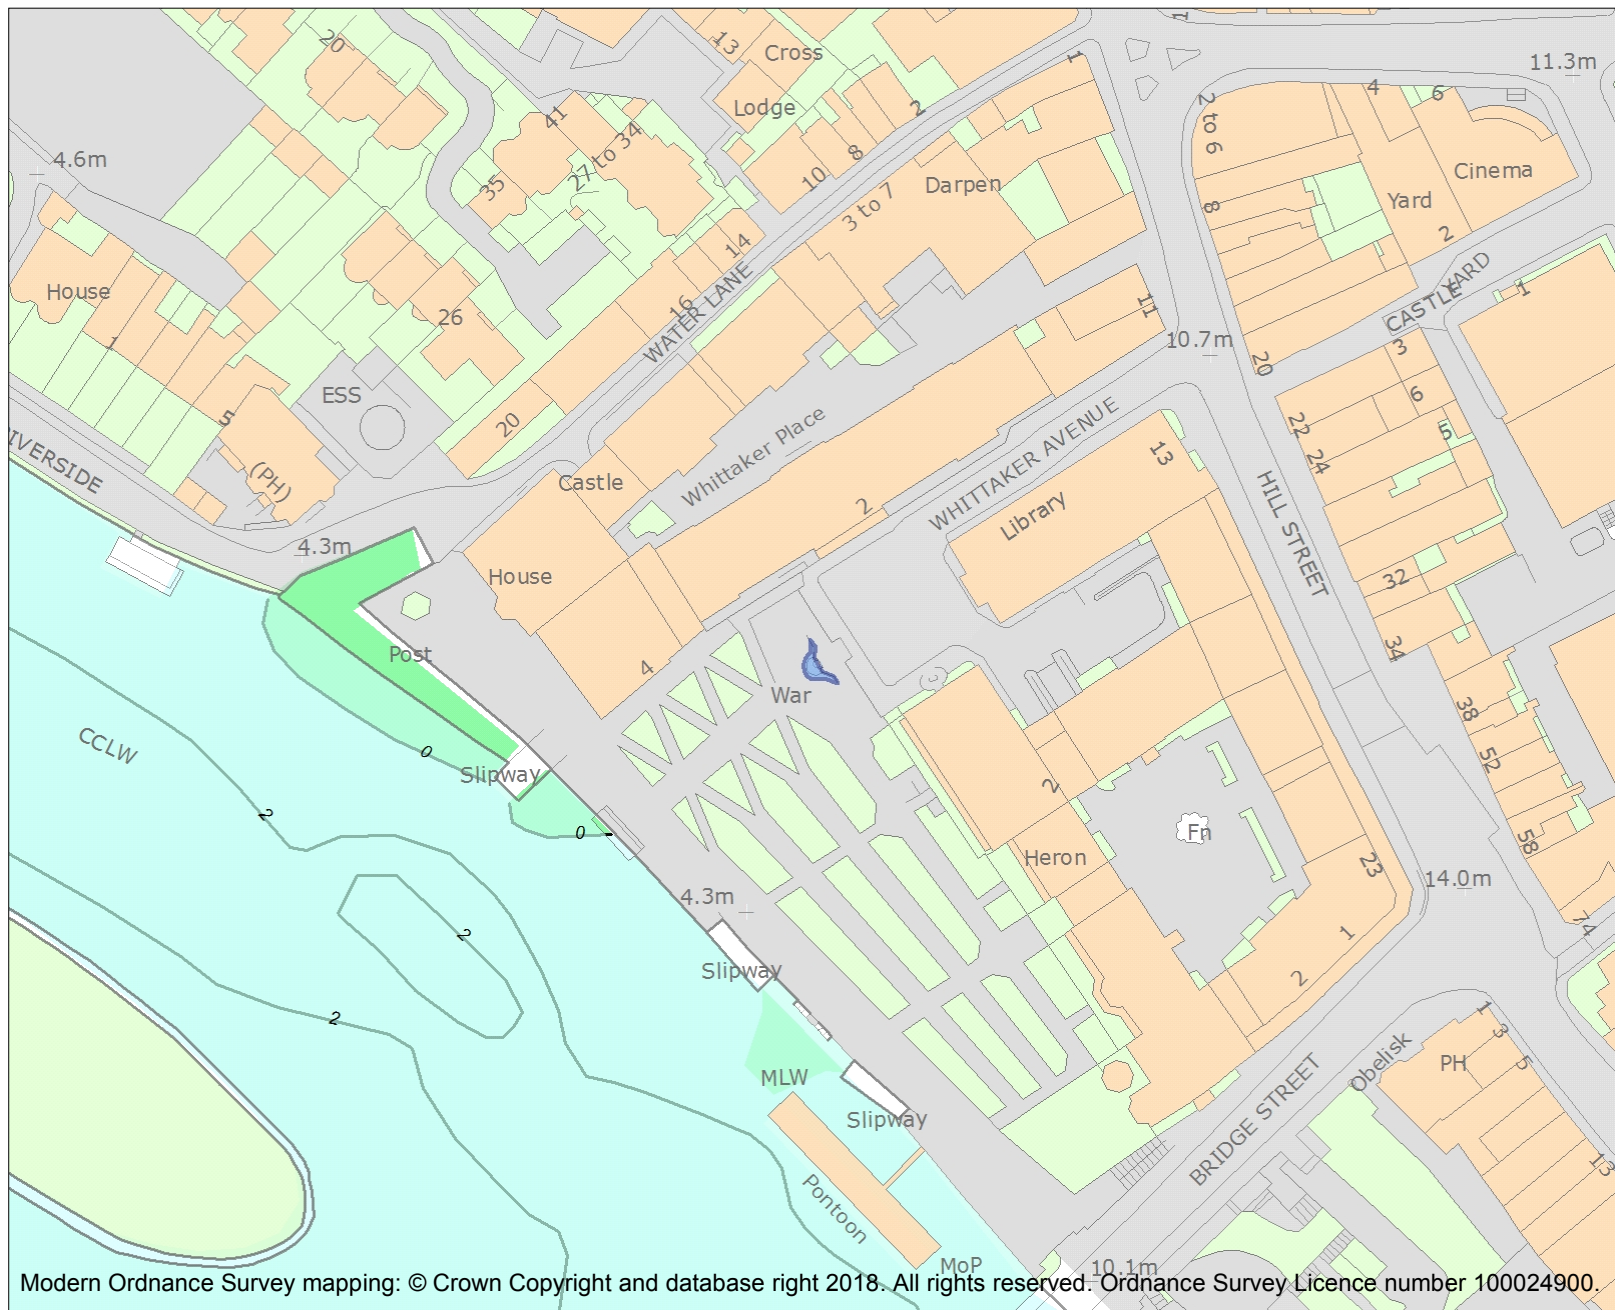 1
11.3m
20
13
Cross
1
2 to 6
4
6
Lodge
2
41
27 to 34
8
Cinema
4.6m
35
10
3 to 7
Darpen
8
Yard
2
14
House
26
16
WATER LANE
11
CASTLE
YARD
1
1
10.7m
20
3
ESS
6
5
20
Whittaker Place
WHITTAKER AVENUE
13
22
5
24
RIVERSIDE
(PH)
Castle
2
Library
HILL STREET
4.3m
House
32
Post
4
34
War
CCLW
0
38
Slipway
2
52
2
0
Fn
58
Heron
23
4.3m
14.0m
2
1
74
Slipway
2
2
1
3
5
MLW
Obelisk
PH
Slipway
BRIDGE STREET
13
Pontoon
MoP
10.1m
Modern Ordnance Survey mapping: © Crown Copyright and database right 2018. All rights reserved. Ordnance Survey Licence number 100024900.